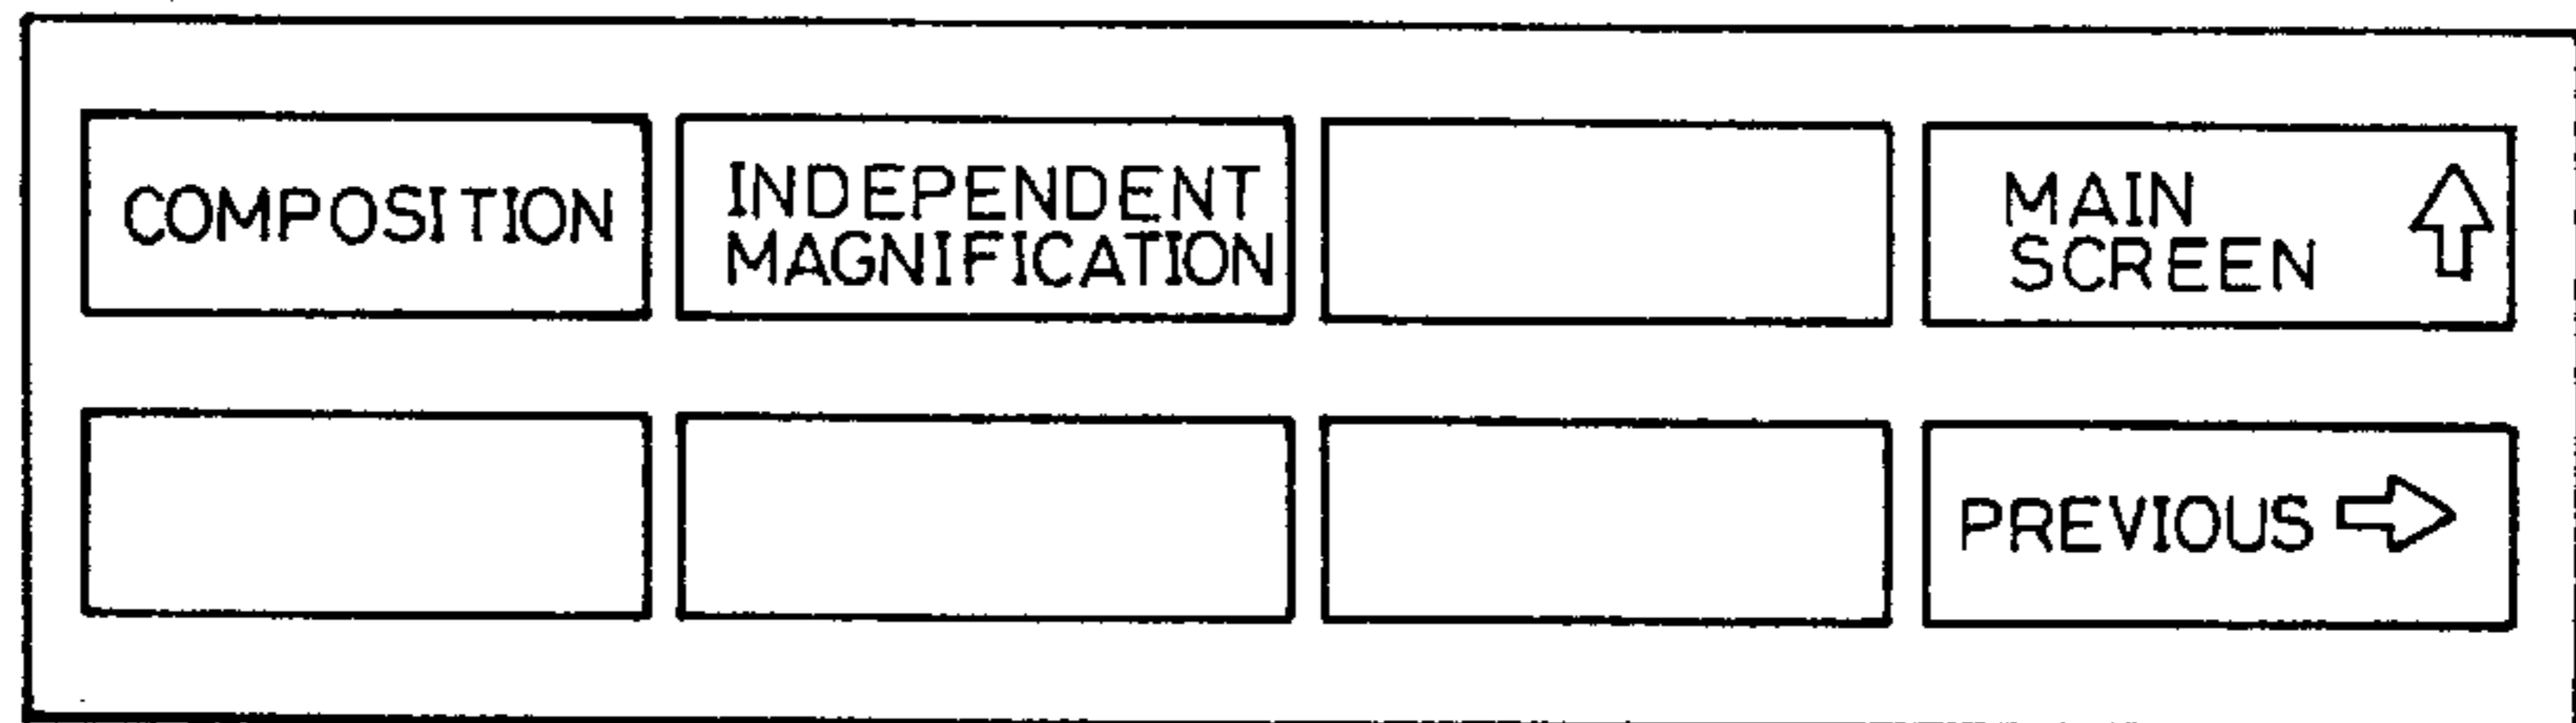 COMPOSITION
INDEPENDENT
MAGNIFICATION
MAIN
SCREEN
PREVIOUS